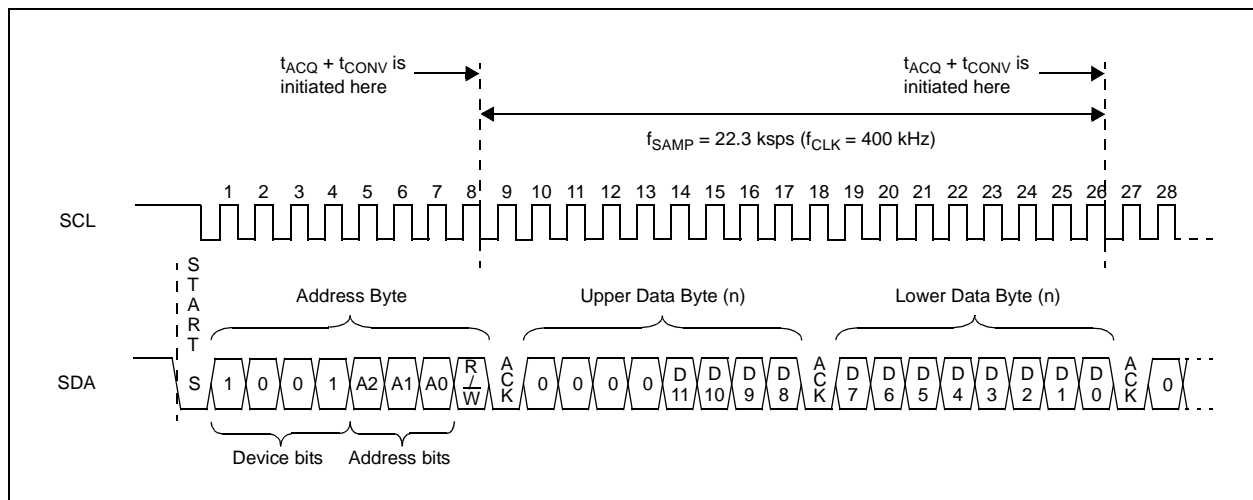 tACQ + tCONV is
initiated here
tACQ + tCONV is
initiated here
fSAMP = 22.3 ksps (fCLK = 400 kHz)
1 2 3 4 5 6 7 8 9 10 11 12 13 14 15 16 17 18 19 20 21 22 23 24 25 26 27 28
SCL
START
Address Byte
Upper Data Byte (n)
Lower Data Byte (n)
SDA
S 1 0 0 1 A2 A1 A0 R/W ACK 0 0 0 0 D11 D10 D9 D8 ACK D7 D6 D5 D4 D3 D2 D1 D0 ACK 0
Device bits
Address bits